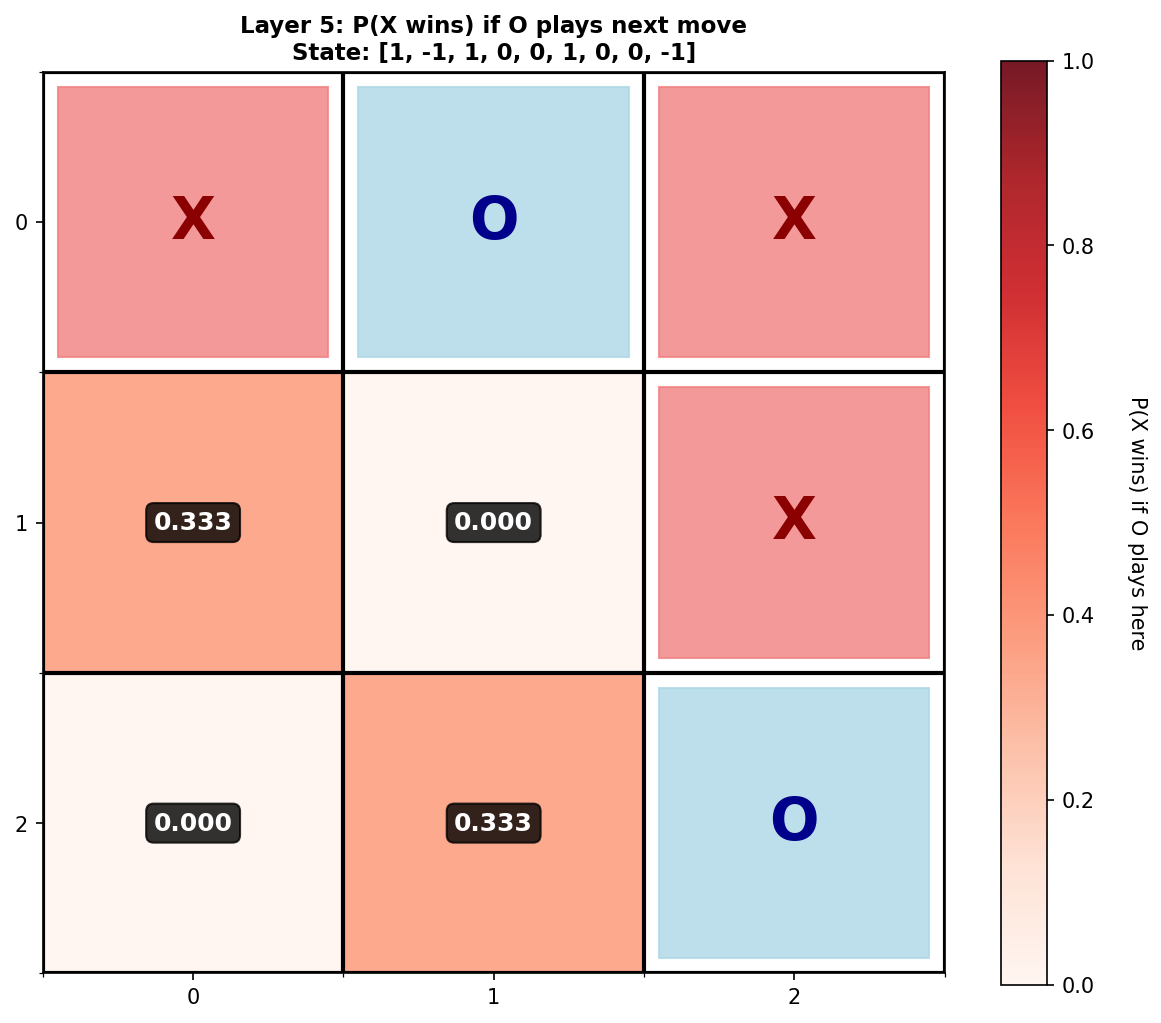 Layer 5: P(X wins) if O plays next move
State: [1, -1, 1, 0, 0, 1, 0, 0, -1]
0
X
O
X
1
0.333
0.000
X
2
0.000
0.333
O
0
1
2
1.0
0.8
0.6
0.4
0.2
0.0
P(X wins) if O plays here